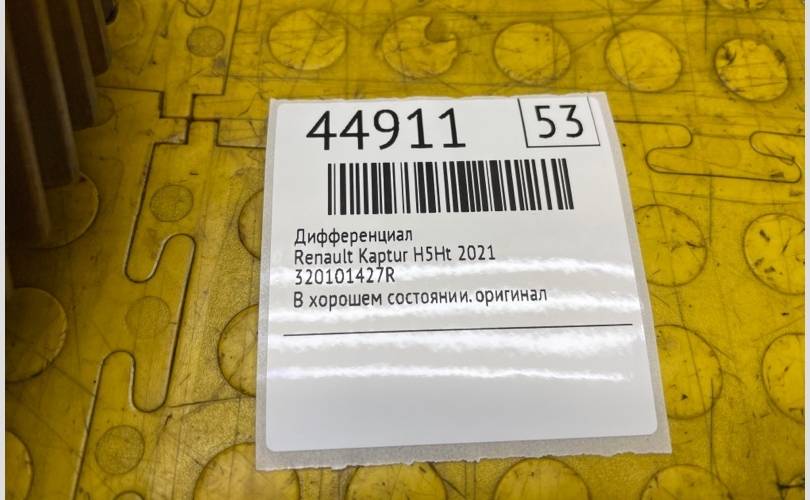 44911 53
Дифференциал
Renault Kaptur H5Ht 2021
320101427R
В хорошем состоянии. оригинал